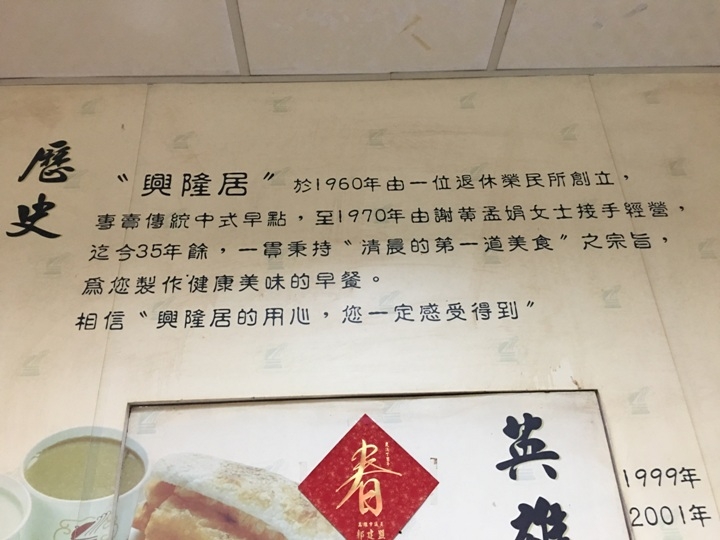 歷史
“興隆居”於1960年由一位退休榮民所創立，
專賣傳統中式早點，至1970年由謝黃孟娟女士接手經營，
迄今35年餘，一貫秉持“清晨的第一道美食”之宗旨，
為您製作健康美味的早餐。
相信“興隆居的用心，您一定感受得到”
春
英雄
1999年
2001年